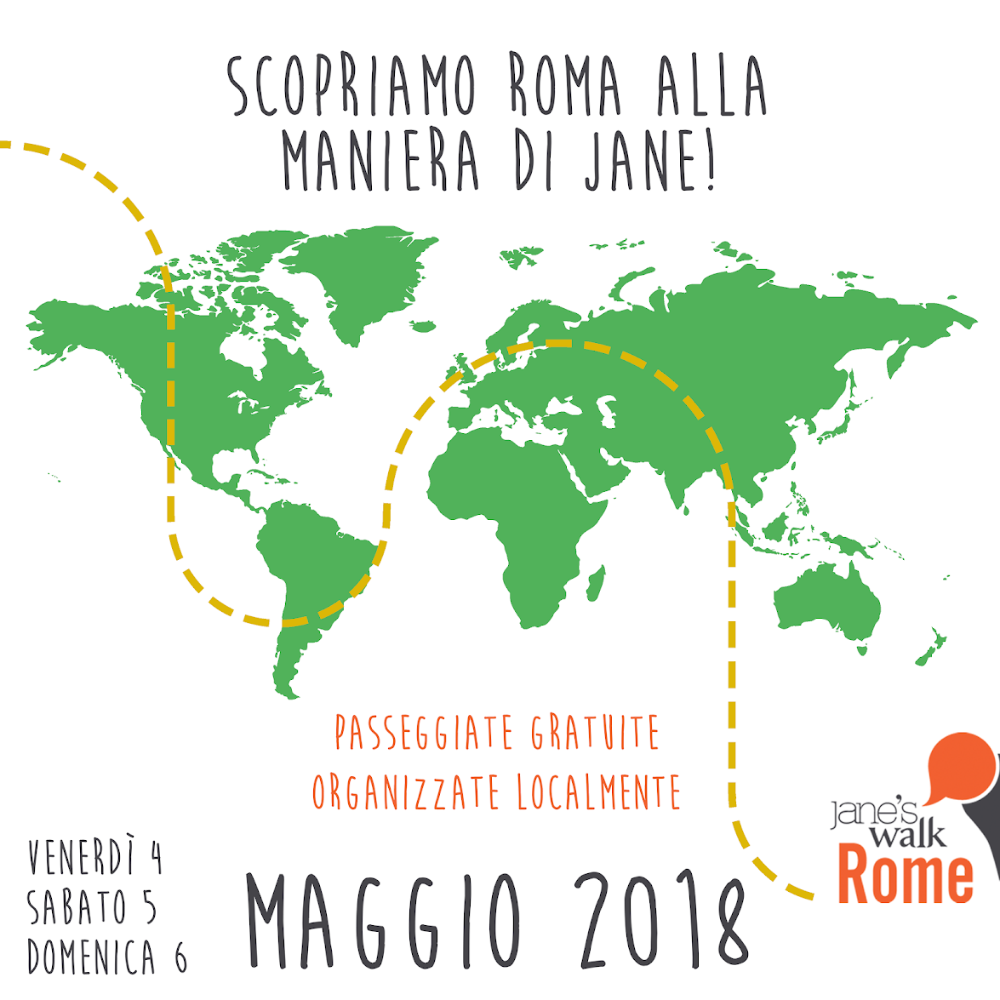 SCOPRIAMO ROMA ALLA
MANIERA DI JANE!
PASSEGGIATE GRATUITE
ORGANIZZATE LOCALMENTE
VENERDÌ 4
SABATO 5
DOMENICA 6
MAGGIO 2018
jane's
walk
Rome